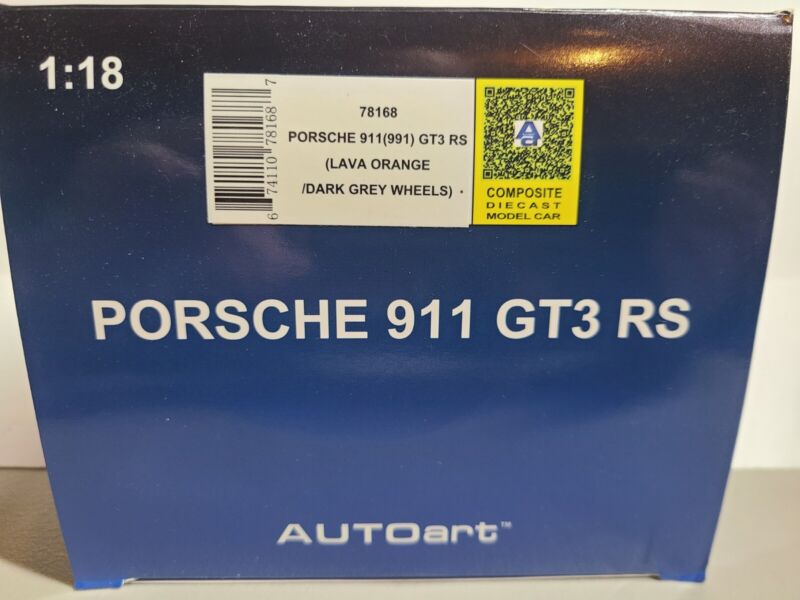 1:18
6 74110 78168 7
78168
PORSCHE 911(991) GT3 RS
(LAVA ORANGE
/DARK GREY WHEELS)
COMPOSITE
DIECAST
MODEL CAR
PORSCHE 911 GT3 RS
AUTOart™